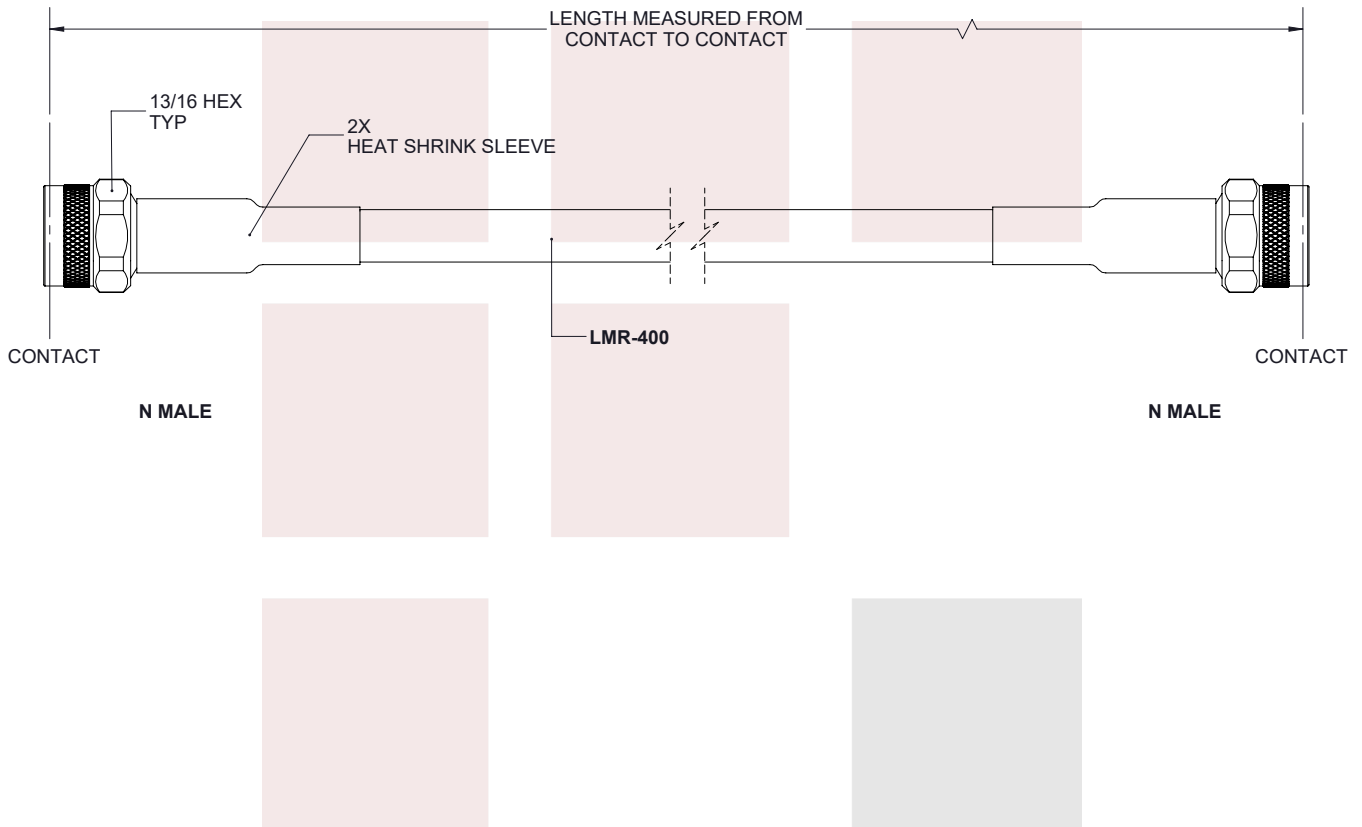 LENGTH MEASURED FROM
CONTACT TO CONTACT
13/16 HEX
TYP
2X
HEAT SHRINK SLEEVE
LMR-400
CONTACT
CONTACT
N MALE
N MALE